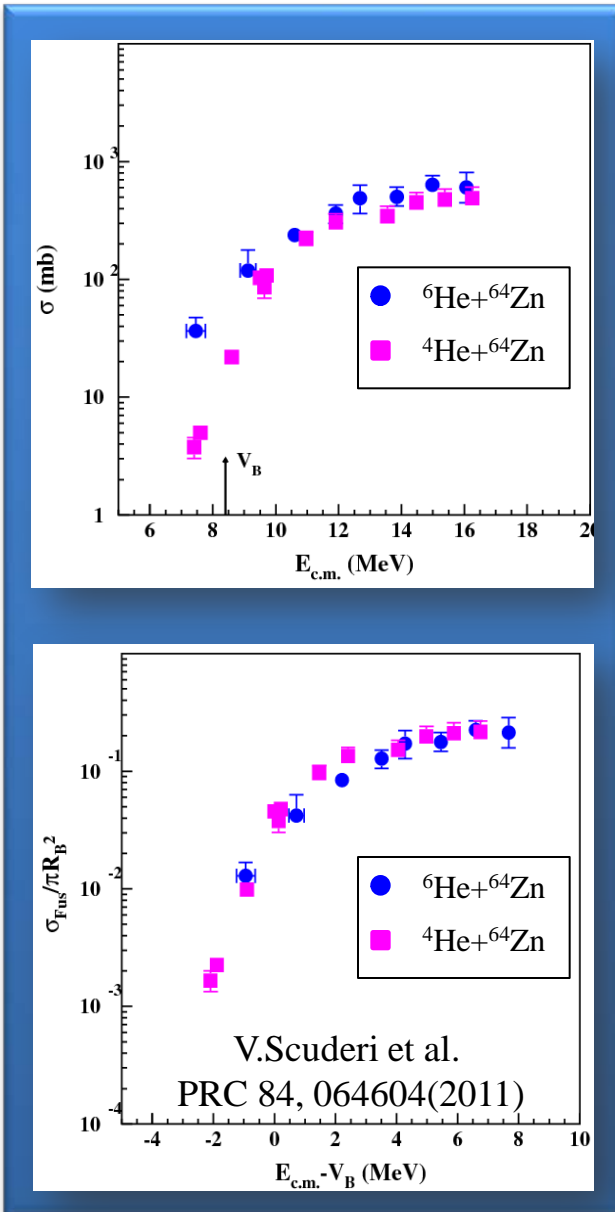 10³
10²
10
1
σ (mb)
⁶He+⁶⁴Zn
⁴He+⁶⁴Zn
V_B
6 8 10 12 14 16 18 20
E_c.m. (MeV)
10⁻¹
10⁻²
10⁻³
10⁻⁴
σ_Fus/πR_B²
⁶He+⁶⁴Zn
⁴He+⁶⁴Zn
V.Scuderi et al.
PRC 84, 064604(2011)
-4 -2 0 2 4 6 8 10
E_c.m.-V_B (MeV)